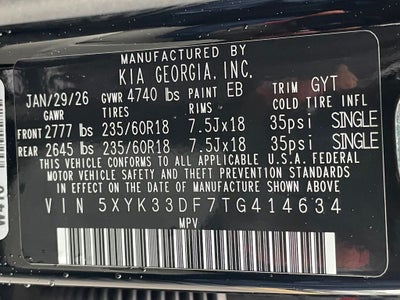 MANUFACTURED BY
KIA GEORGIA, INC.
JAN/29/26 GVWR 4740 lbs PAINT EB TRIM GYT
GAWR TIRES RIMS COLD TIRE INFL
FRONT 2777 lbs 235/60R18 7.5Jx18 35psi SINGLE
REAR 2645 lbs 235/60R18 7.5Jx18 35psi SINGLE
THIS VEHICLE CONFORMS TO ALL APPLICABLE U.S.A. FEDERAL
MOTOR VEHICLE SAFETY AND THEFT PREVENTION STANDARDS
IN EFFECT ON THE DATE OF MANUFACTURE SHOWN ABOVE.
VIN 5XYK33DF7TG414634
MPV